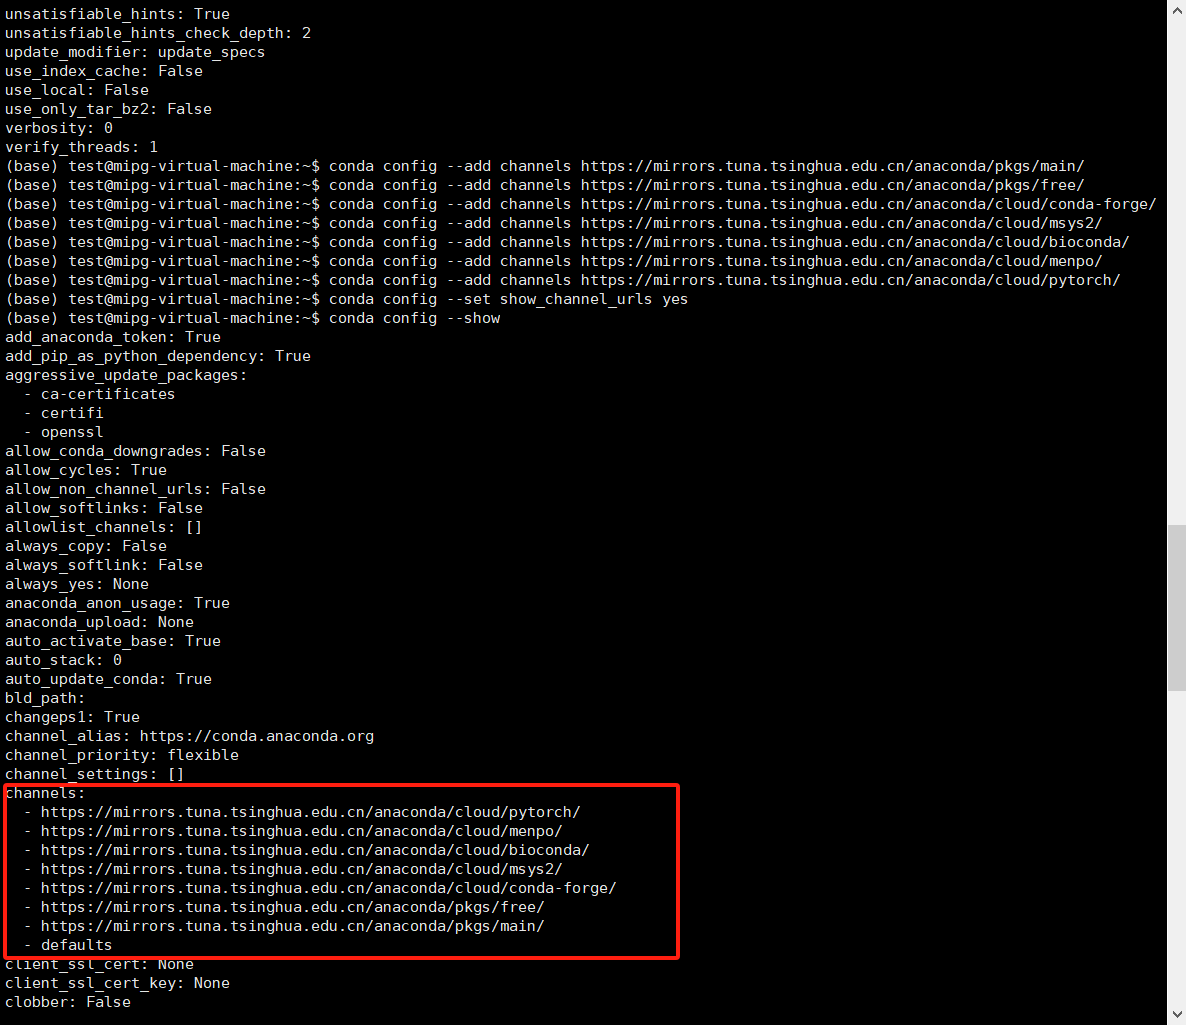 unsatisfiable_hints: True
unsatisfiable_hints_check_depth: 2
update_modifier: update_specs
use_index_cache: False
use_local: False
use_only_tar_bz2: False
verbosity: 0
verify_threads: 1
(base) test@mipg-virtual-machine:~$ conda config --add channels https://mirrors.tuna.tsinghua.edu.cn/anaconda/pkgs/main/
(base) test@mipg-virtual-machine:~$ conda config --add channels https://mirrors.tuna.tsinghua.edu.cn/anaconda/pkgs/free/
(base) test@mipg-virtual-machine:~$ conda config --add channels https://mirrors.tuna.tsinghua.edu.cn/anaconda/cloud/conda-forge/
(base) test@mipg-virtual-machine:~$ conda config --add channels https://mirrors.tuna.tsinghua.edu.cn/anaconda/cloud/msys2/
(base) test@mipg-virtual-machine:~$ conda config --add channels https://mirrors.tuna.tsinghua.edu.cn/anaconda/cloud/bioconda/
(base) test@mipg-virtual-machine:~$ conda config --add channels https://mirrors.tuna.tsinghua.edu.cn/anaconda/cloud/menpo/
(base) test@mipg-virtual-machine:~$ conda config --add channels https://mirrors.tuna.tsinghua.edu.cn/anaconda/cloud/pytorch/
(base) test@mipg-virtual-machine:~$ conda config --set show_channel_urls yes
(base) test@mipg-virtual-machine:~$ conda config --show
add_anaconda_token: True
add_pip_as_python_dependency: True
aggressive_update_packages:
  - ca-certificates
  - certifi
  - openssl
allow_conda_downgrades: False
allow_cycles: True
allow_non_channel_urls: False
allow_softlinks: False
allowlist_channels: []
always_copy: False
always_softlink: False
always_yes: None
anaconda_anon_usage: True
anaconda_upload: None
auto_activate_base: True
auto_stack: 0
auto_update_conda: True
bld_path:
changeps1: True
channel_alias: https://conda.anaconda.org
channel_priority: flexible
channel_settings: []
channels:
  - https://mirrors.tuna.tsinghua.edu.cn/anaconda/cloud/pytorch/
  - https://mirrors.tuna.tsinghua.edu.cn/anaconda/cloud/menpo/
  - https://mirrors.tuna.tsinghua.edu.cn/anaconda/cloud/bioconda/
  - https://mirrors.tuna.tsinghua.edu.cn/anaconda/cloud/msys2/
  - https://mirrors.tuna.tsinghua.edu.cn/anaconda/cloud/conda-forge/
  - https://mirrors.tuna.tsinghua.edu.cn/anaconda/pkgs/free/
  - https://mirrors.tuna.tsinghua.edu.cn/anaconda/pkgs/main/
  - defaults
client_ssl_cert: None
client_ssl_cert_key: None
clobber: False